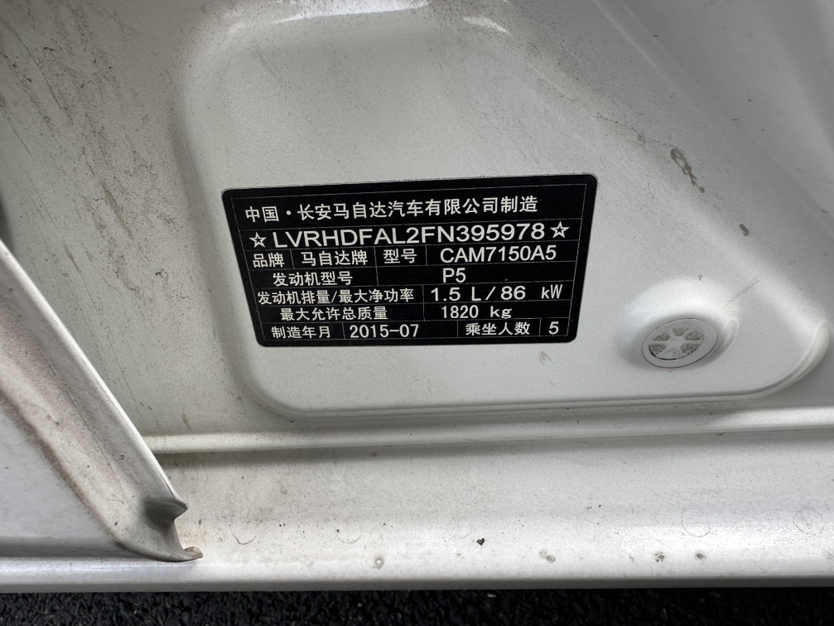 中国·长安马自达汽车有限公司制造
☆LVRHDFAL2FN395978☆
品牌 马自达牌 型号 CAM7150A5
发动机型号 P5
发动机排量/最大净功率 1.5 L/86 kW
最大允许总质量 1820 kg
制造年月 2015-07 乘坐人数 5